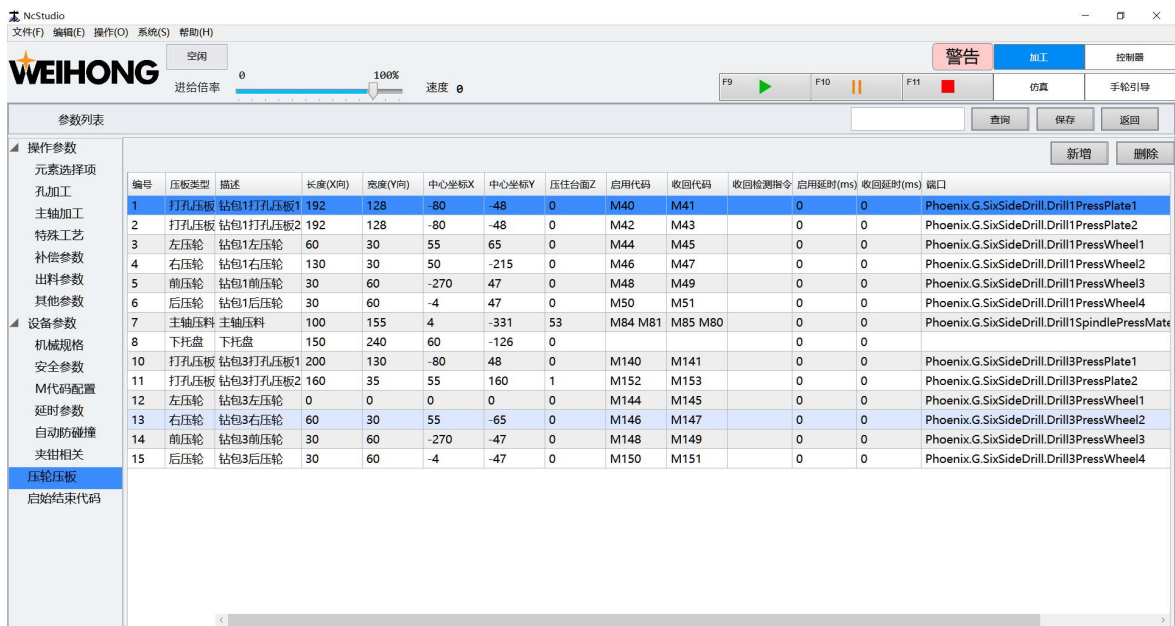 NcStudio
文件(F) 编辑(E) 操作(O) 系统(S) 帮助(H)
WEIHONG
空闲
进给倍率 0 100% 速度 0
警告
F9 F10 F11
加工 控制器
仿真 手轮引导
参数列表 查询 保存 返回
新增 删除
操作参数
元素选择项
孔加工
主轴加工
特殊工艺
补偿参数
出料参数
其他参数
设备参数
机械规格
安全参数
M代码配置
延时参数
自动防碰撞
夹钳相关
压轮压板
启始结束代码
编号 压板类型 描述 长度(X向) 宽度(Y向) 中心坐标X 中心坐标Y 压住台面Z 启用代码 收回代码 收回检测指令 启用延时(ms) 收回延时(ms) 端口
1 打孔压板 钻包1打孔压板1 192 128 -80 -48 0 M40 M41 0 0 Phoenix.G.SixSideDrill.Drill1PressPlate1
2 打孔压板 钻包1打孔压板2 192 128 -80 -48 0 M42 M43 0 0 Phoenix.G.SixSideDrill.Drill1PressPlate2
3 左压轮 钻包1左压轮 60 30 55 65 0 M44 M45 0 0 Phoenix.G.SixSideDrill.Drill1PressWheel1
4 右压轮 钻包1右压轮 130 30 50 -215 0 M46 M47 0 0 Phoenix.G.SixSideDrill.Drill1PressWheel2
5 前压轮 钻包1前压轮 30 60 -270 47 0 M48 M49 0 0 Phoenix.G.SixSideDrill.Drill1PressWheel3
6 后压轮 钻包1后压轮 30 60 -4 47 0 M50 M51 0 0 Phoenix.G.SixSideDrill.Drill1PressWheel4
7 主轴压料 主轴压料 100 155 4 -331 53 M84 M81 M85 M80 0 0 Phoenix.G.SixSideDrill.Drill1SpindlePressMate
8 下托盘 下托盘 150 240 60 -126 0 0 0
10 打孔压板 钻包3打孔压板1 200 130 -80 48 0 M140 M141 0 0 Phoenix.G.SixSideDrill.Drill3PressPlate1
11 打孔压板 钻包3打孔压板2 160 35 55 160 1 M152 M153 0 0 Phoenix.G.SixSideDrill.Drill3PressPlate2
12 左压轮 钻包3左压轮 0 0 0 0 0 M144 M145 0 0 Phoenix.G.SixSideDrill.Drill3PressWheel1
13 右压轮 钻包3右压轮 60 30 55 -65 0 M146 M147 0 0 Phoenix.G.SixSideDrill.Drill3PressWheel2
14 前压轮 钻包3前压轮 30 60 -270 -47 0 M148 M149 0 0 Phoenix.G.SixSideDrill.Drill3PressWheel3
15 后压轮 钻包3后压轮 30 60 -4 -47 0 M150 M151 0 0 Phoenix.G.SixSideDrill.Drill3PressWheel4